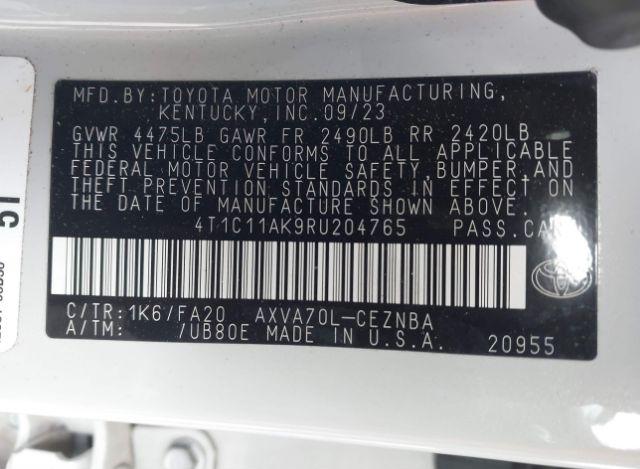 MFD.BY:TOYOTA MOTOR MANUFACTURING,
KENTUCKY,INC.09/23
GVWR 4475LB GAWR FR 2490LB RR 2420LB
THIS VEHICLE CONFORMS TO ALL APPLICABLE
FEDERAL MOTOR VEHICLE SAFETY,BUMPER,AND
THEFT PREVENTION STANDARDS IN EFFECT ON
THE DATE OF MANUFACTURE SHOWN ABOVE.
4T1C11AK9RU204765 PASS.CAR
C/TR:1K6/FA20 AXVA70L-CEZNBA
A/TM: /UB80E MADE IN U.S.A. 20955